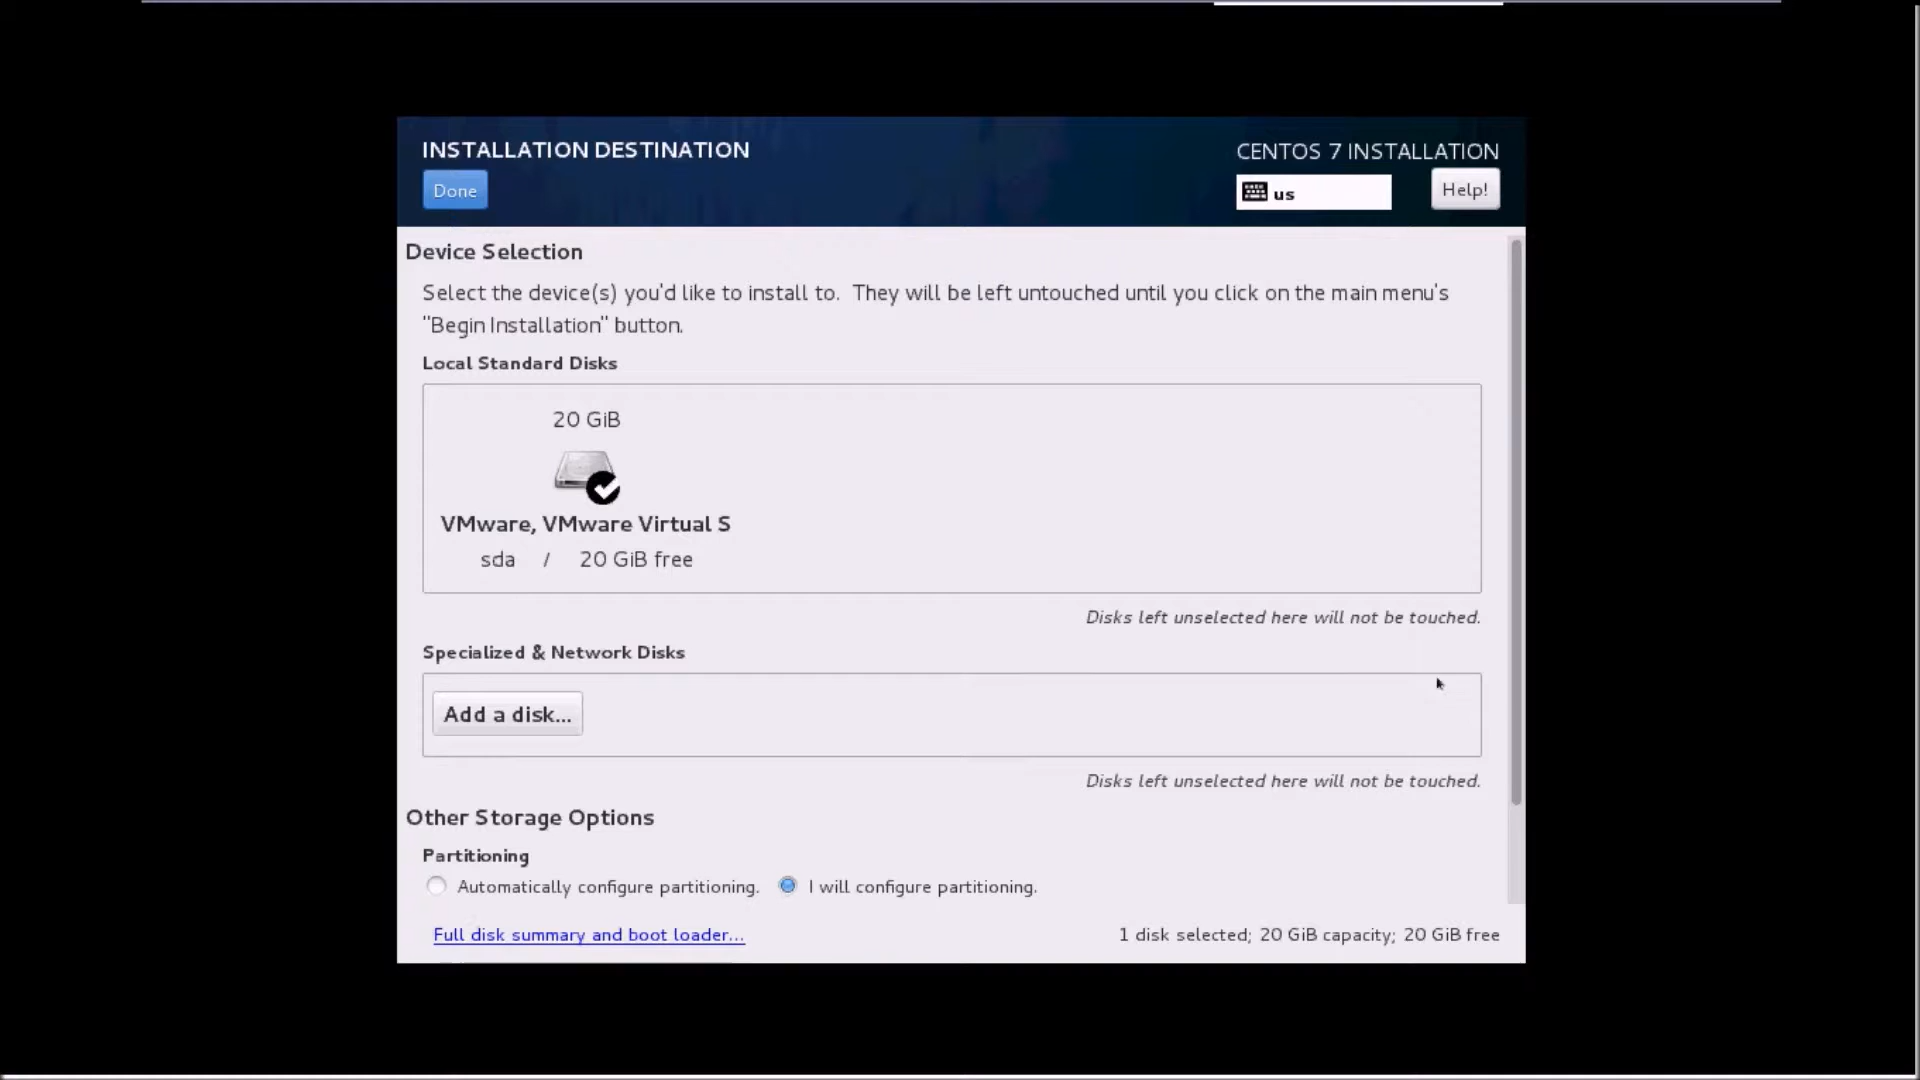 INSTALLATION DESTINATION
CENTOS 7 INSTALLATION
Done
us
Help!
Device Selection
Select the device(s) you'd like to install to. They will be left untouched until you click on the main menu's
"Begin Installation" button.
Local Standard Disks
20 GiB
VMware, VMware Virtual S
sda / 20 GiB free
Disks left unselected here will not be touched.
Specialized & Network Disks
Add a disk...
Disks left unselected here will not be touched.
Other Storage Options
Partitioning
Automatically configure partitioning. I will configure partitioning.
Full disk summary and boot loader...
1 disk selected; 20 GiB capacity; 20 GiB free